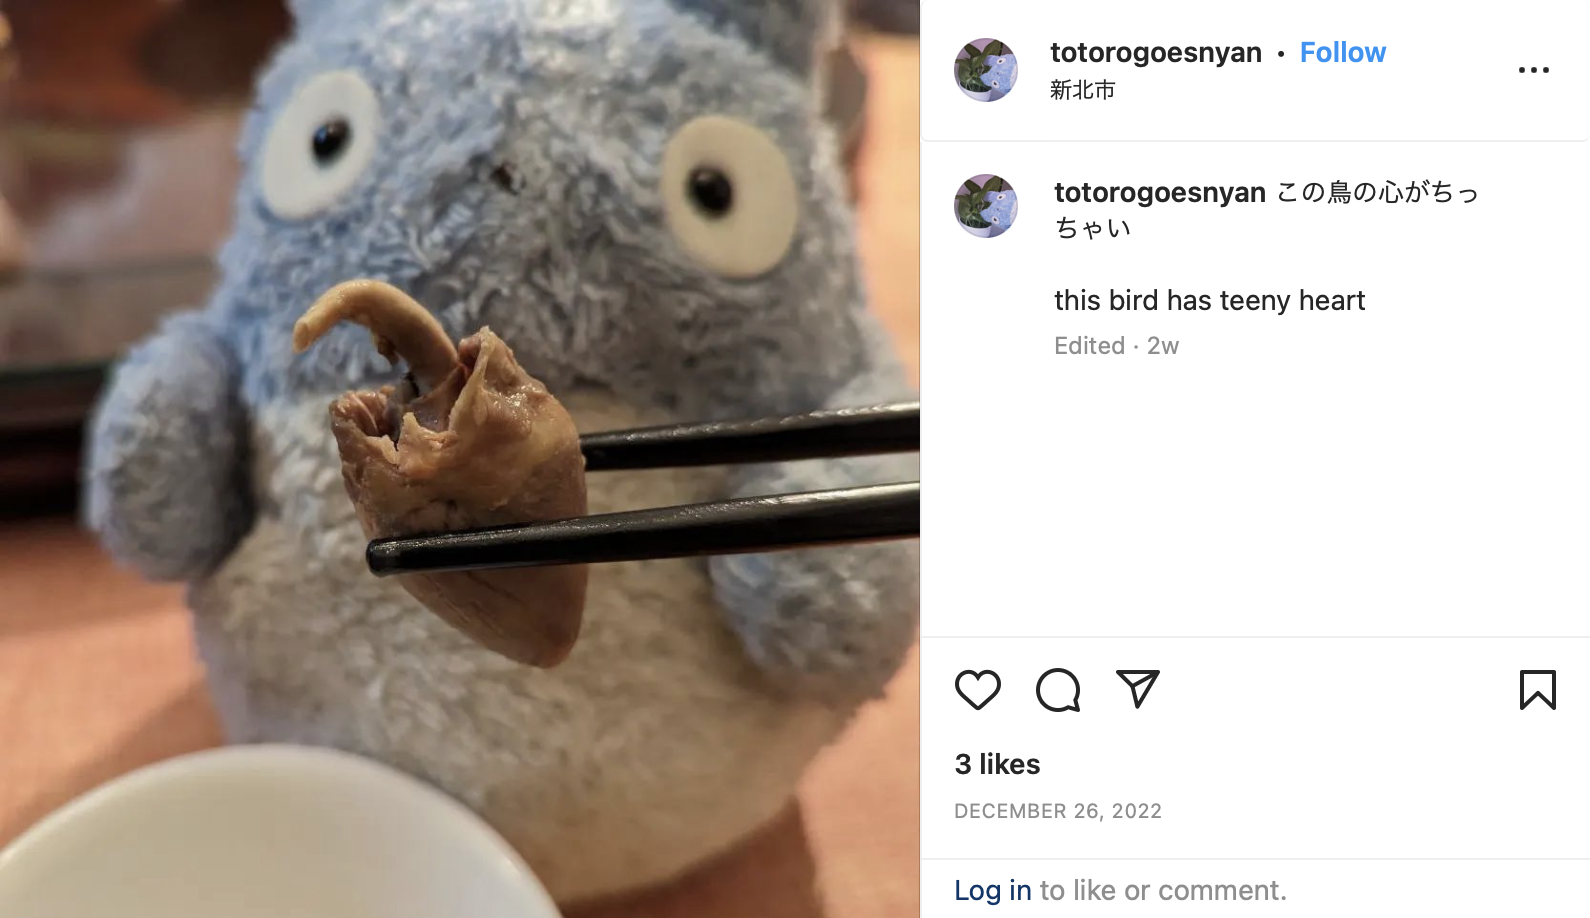 totorogoesnyan • Follow
新北市
totorogoesnyan この鳥の心がちっ
ちゃい
this bird has teeny heart
Edited · 2w
3 likes
DECEMBER 26, 2022
Log in to like or comment.